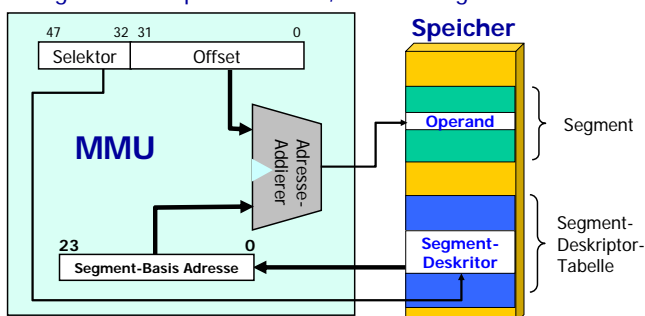 Speicher
47 32 31 0
Selektor Offset
MMU
Adresse-
Addierer
Operand
Segment
23 0
Segment-Basis Adresse
Segment-
Deskritor
Segment-
Deskriptor-
Tabelle